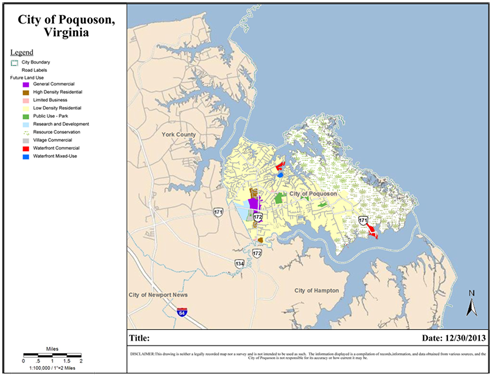 City of Poquoson,
Virginia
Legend
City Boundary
Road Labels
Future Land Use
General Commercial
High Density Residential
Limited Business
Low Density Residential
Public Use - Park
Research and Development
Resource Conservation
Village Commercial
Waterfront Commercial
Waterfront Mixed-Use
York County
City of Poquoson
171
171
172
172
134
City of Hampton
City of Newport News
64
N
Miles
0 .5 1 1.5 2
1:100,000 / 1"=2 Miles
Title:
Date: 12/30/2013
DISCLAIMER:This drawing is neither a legally recorded map nor a survey and is not intended to be used as such. The information displayed is a compilation of records,information, and data obtained from various sources, and the
City of Poquoson is not responsible for its accuracy or how current it may be.